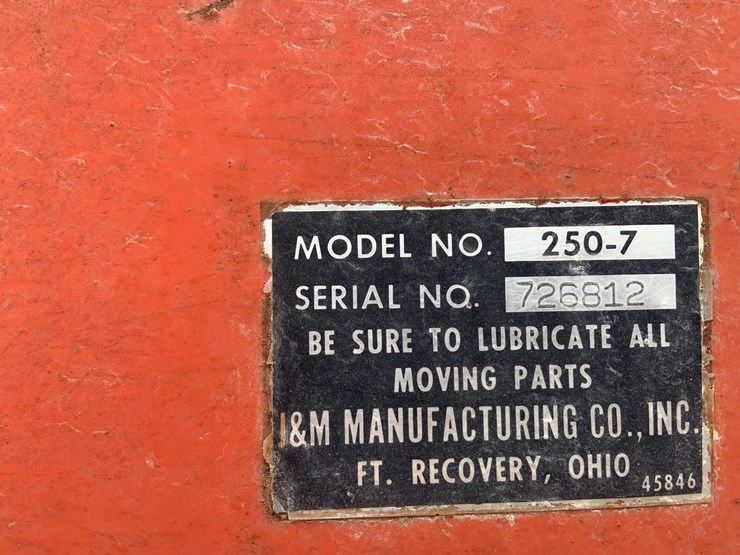 MODEL NO. 250-7
SERIAL NO. 726812
BE SURE TO LUBRICATE ALL
MOVING PARTS
J&M MANUFACTURING CO., INC.
FT. RECOVERY, OHIO 45846